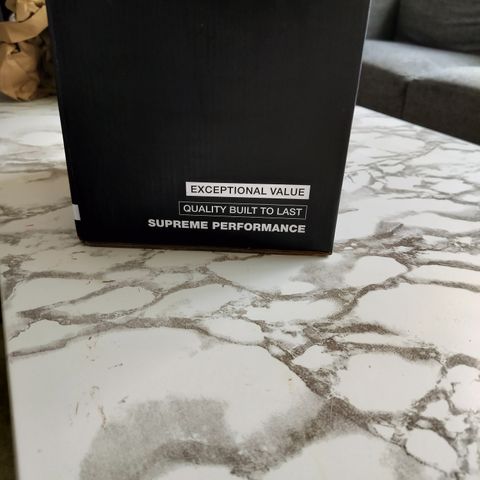 EXCEPTIONAL VALUE
QUALITY BUILT TO LAST
SUPREME PERFORMANCE